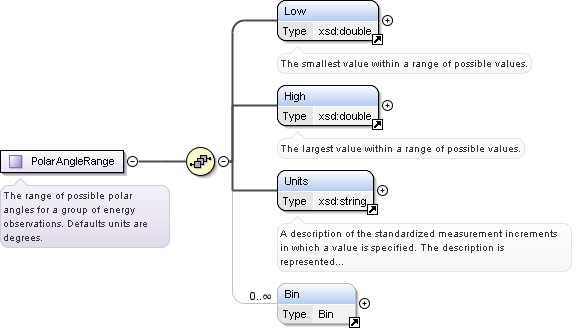 Low
Type xsd:double
The smallest value within a range of possible values.
High
Type xsd:double
The largest value within a range of possible values.
PolarAngleRange
The range of possible polar
angles for a group of energy
observations. Defaults units are
degrees.
Units
Type xsd:string
A description of the standardized measurement increments
in which a value is specified. The description is
represented...
0..∞
Bin
Type Bin